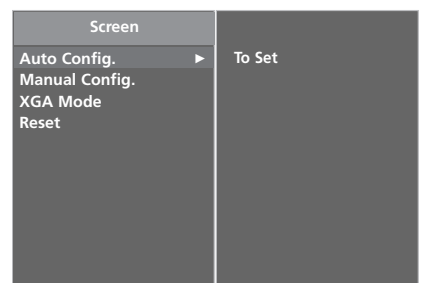 Screen
Auto Config. ► To Set
Manual Config.
XGA Mode
Reset